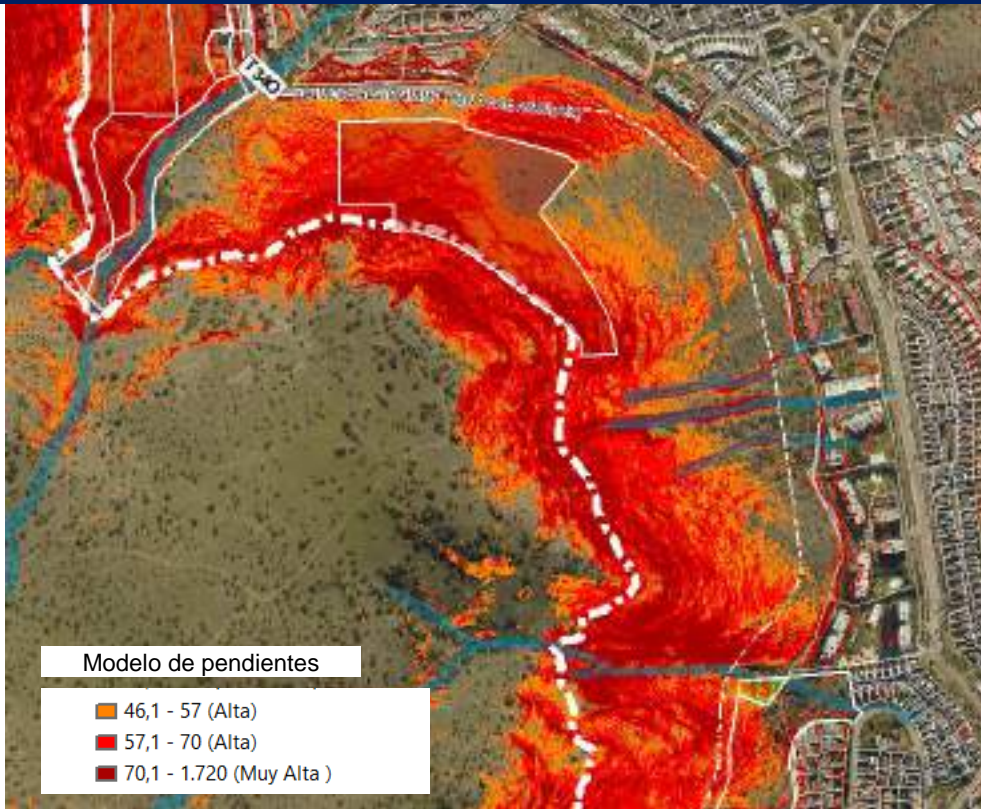 Modelo de pendientes
46,1 - 57 (Alta)
57,1 - 70 (Alta)
70,1 - 1.720 (Muy Alta )